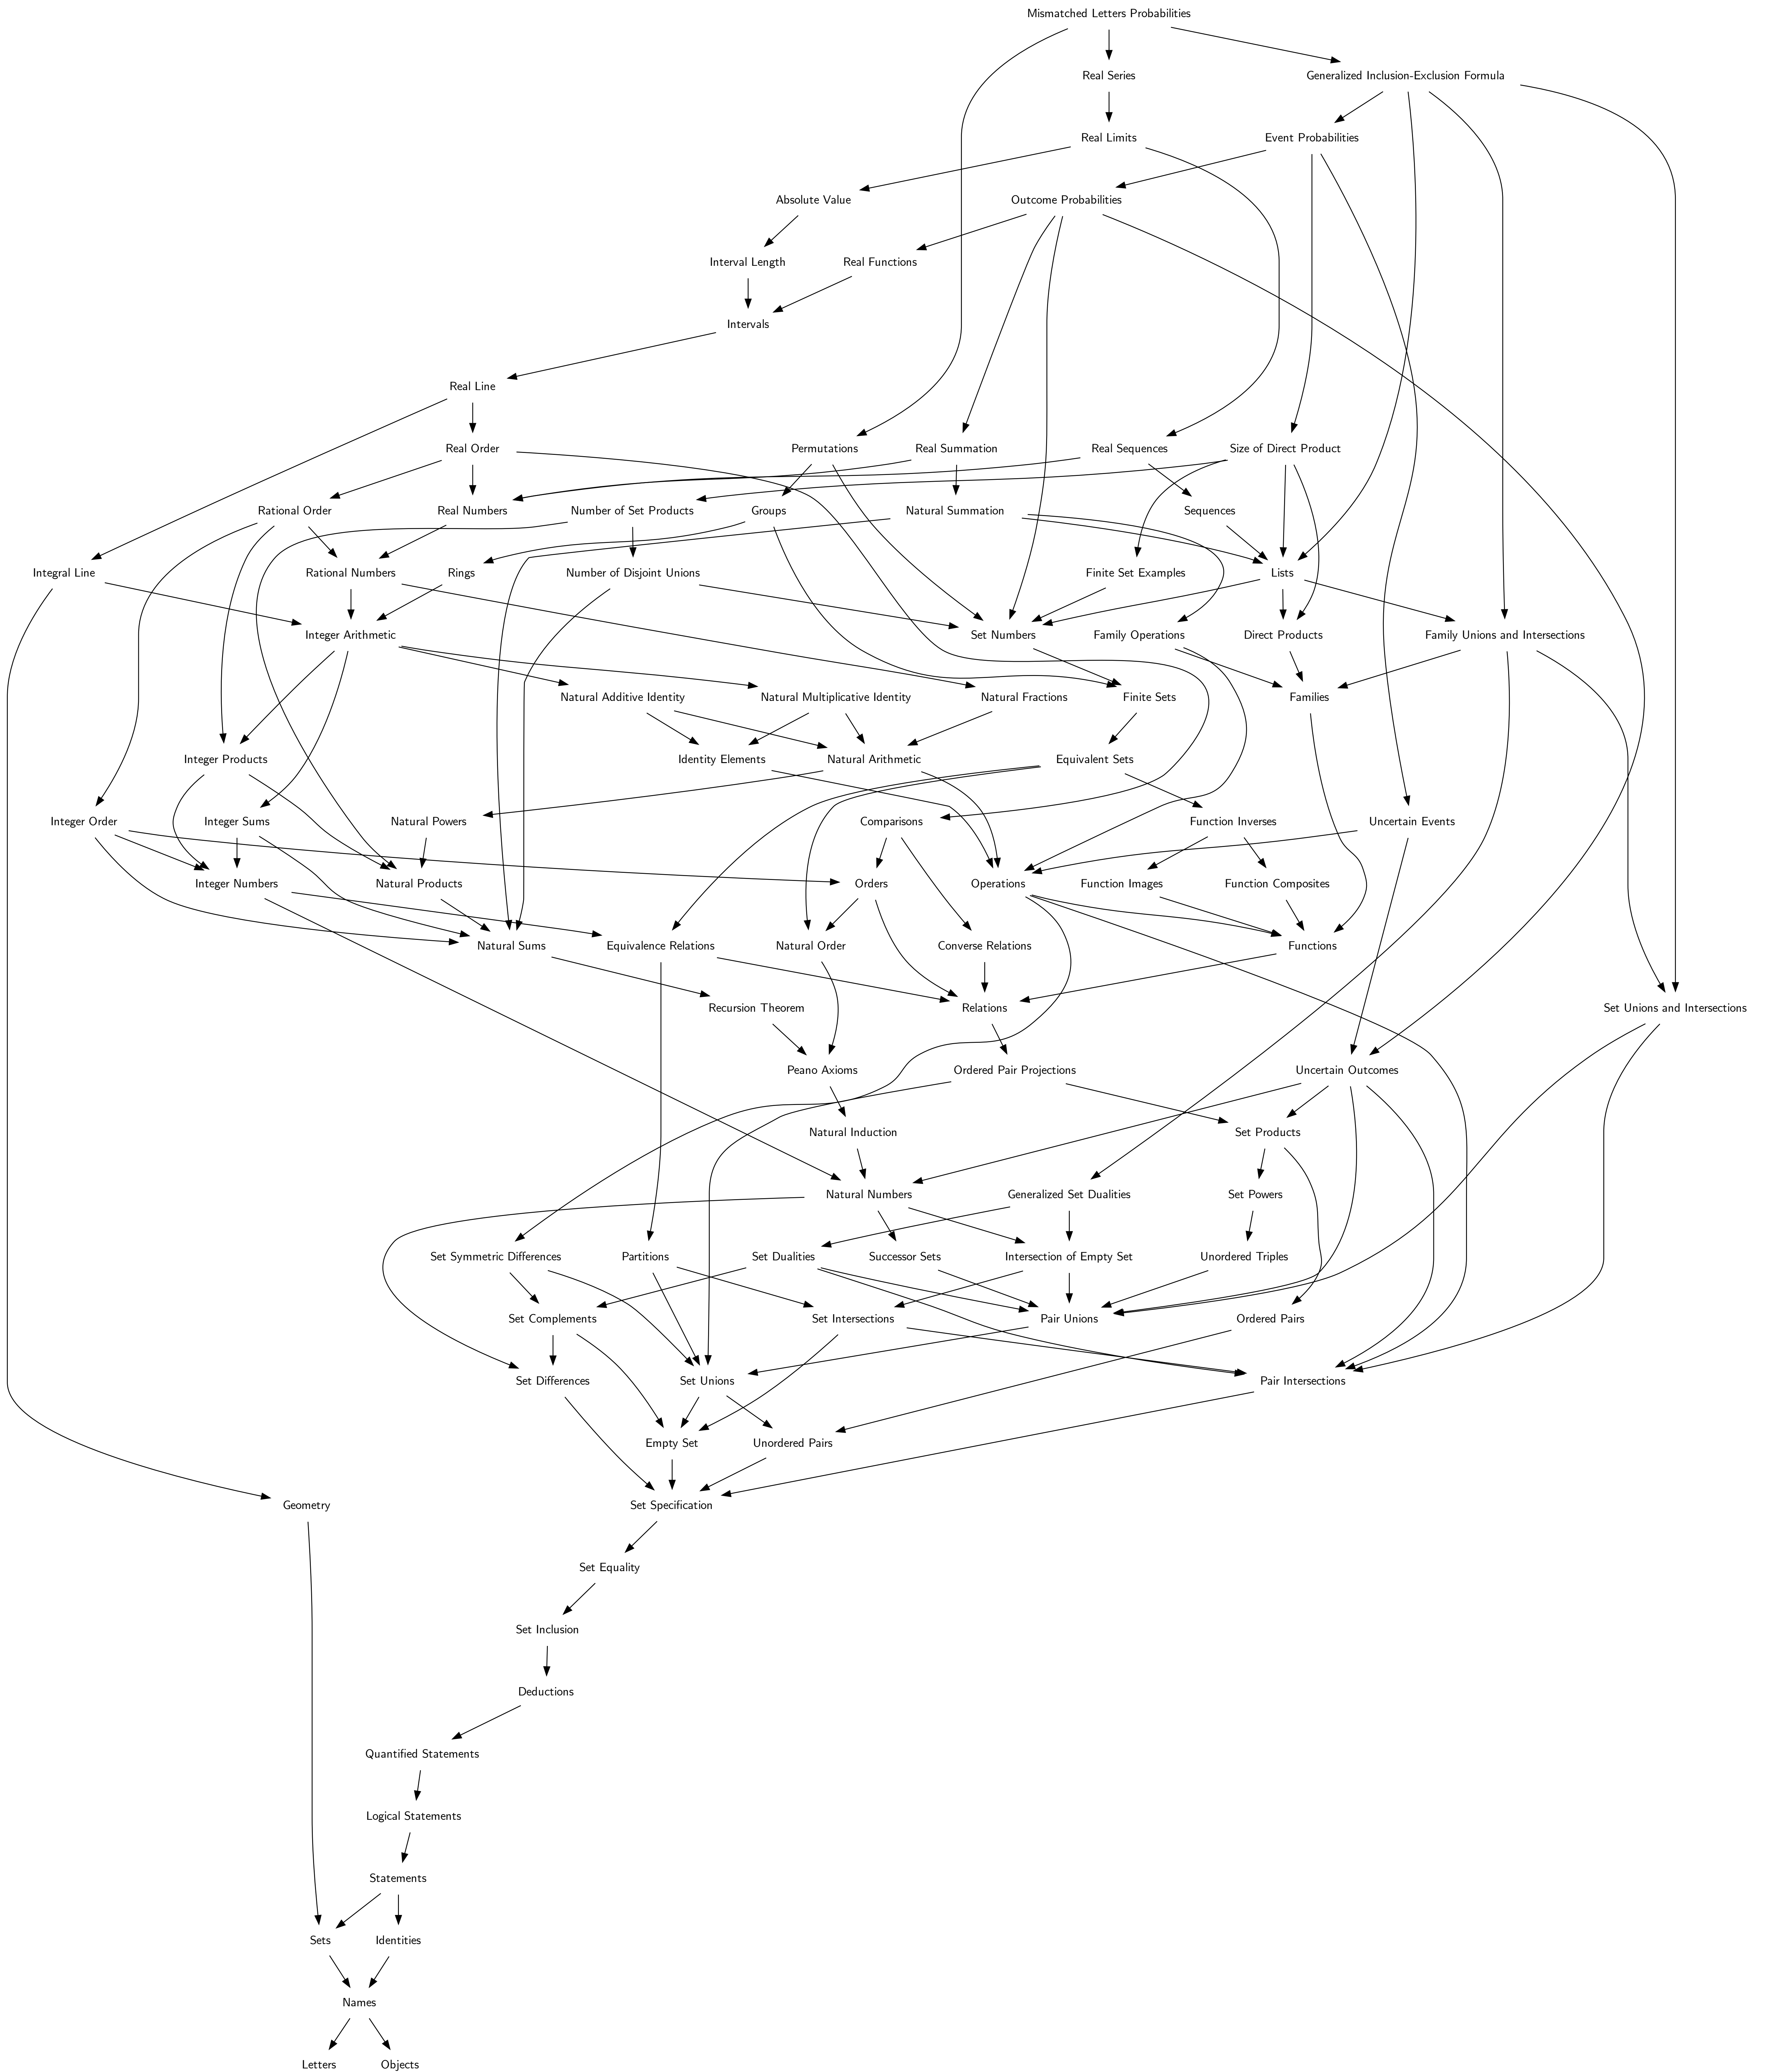 Mismatched Letters Probabilities
Real Series
Generalized Inclusion-Exclusion Formula
Real Limits
Event Probabilities
Absolute Value
Outcome Probabilities
Interval Length
Real Functions
Intervals
Real Line
Real Order
Permutations
Real Summation
Real Sequences
Size of Direct Product
Rational Order
Real Numbers
Number of Set Products
Groups
Natural Summation
Sequences
Integral Line
Rational Numbers
Rings
Number of Disjoint Unions
Finite Set Examples
Lists
Integer Arithmetic
Set Numbers
Family Operations
Direct Products
Family Unions and Intersections
Natural Additive Identity
Natural Multiplicative Identity
Natural Fractions
Finite Sets
Families
Integer Products
Identity Elements
Natural Arithmetic
Equivalent Sets
Integer Order
Integer Sums
Natural Powers
Comparisons
Function Inverses
Uncertain Events
Integer Numbers
Natural Products
Orders
Operations
Function Images
Function Composites
Natural Sums
Equivalence Relations
Natural Order
Converse Relations
Functions
Recursion Theorem
Relations
Set Unions and Intersections
Peano Axioms
Ordered Pair Projections
Uncertain Outcomes
Natural Induction
Set Products
Natural Numbers
Generalized Set Dualities
Set Powers
Set Symmetric Differences
Partitions
Set Dualities
Successor Sets
Intersection of Empty Set
Unordered Triples
Set Complements
Set Intersections
Pair Unions
Ordered Pairs
Set Differences
Set Unions
Pair Intersections
Empty Set
Unordered Pairs
Geometry
Set Specification
Set Equality
Set Inclusion
Deductions
Quantified Statements
Logical Statements
Statements
Sets
Identities
Names
Letters
Objects